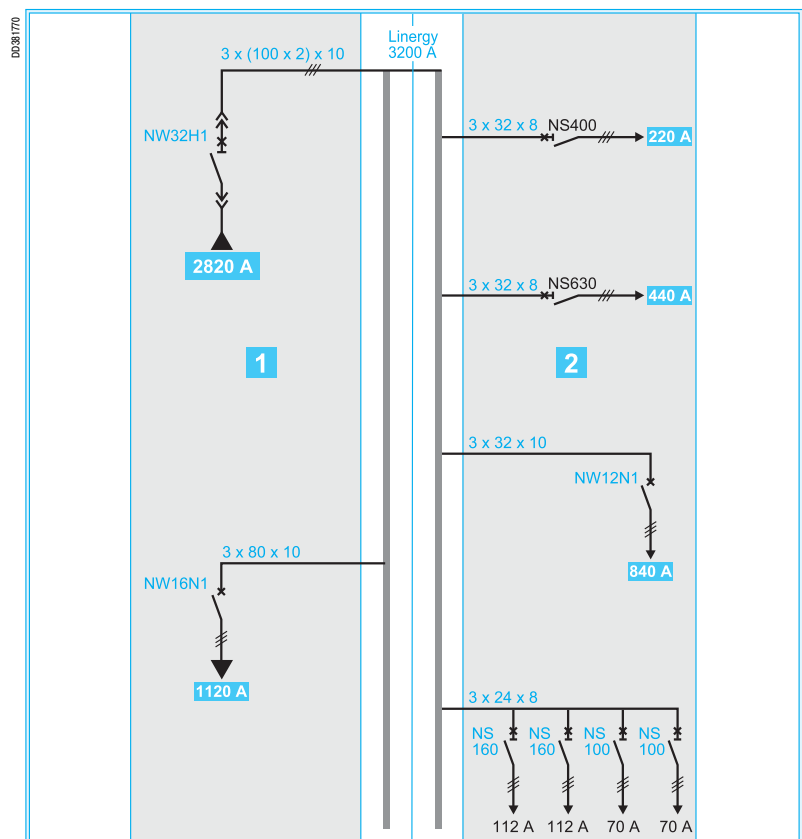 DD381770
3 x (100 x 2) x 10
Linergy
3200 A
NW32H1
2820 A
1
NW16N1
3 x 80 x 10
1120 A
3 x 32 x 8
NS400
220 A
3 x 32 x 8
NS630
440 A
2
3 x 32 x 10
NW12N1
840 A
3 x 24 x 8
NS
160
NS
160
NS
100
NS
100
112 A
112 A
70 A
70 A